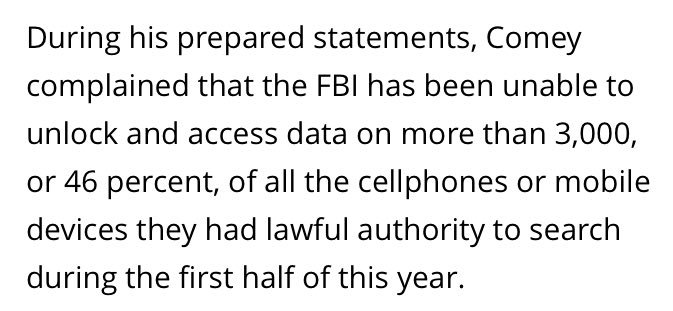 During his prepared statements, Comey
complained that the FBI has been unable to
unlock and access data on more than 3,000,
or 46 percent, of all the cellphones or mobile
devices they had lawful authority to search
during the first half of this year.